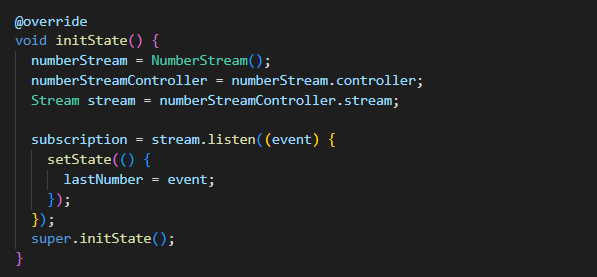 @override
void initState() {
  numberStream = NumberStream();
  numberStreamController = numberStream.controller;
  Stream stream = numberStreamController.stream;

  subscription = stream.listen((event) {
    setState(() {
      lastNumber = event;
    });
  });
  super.initState();
}